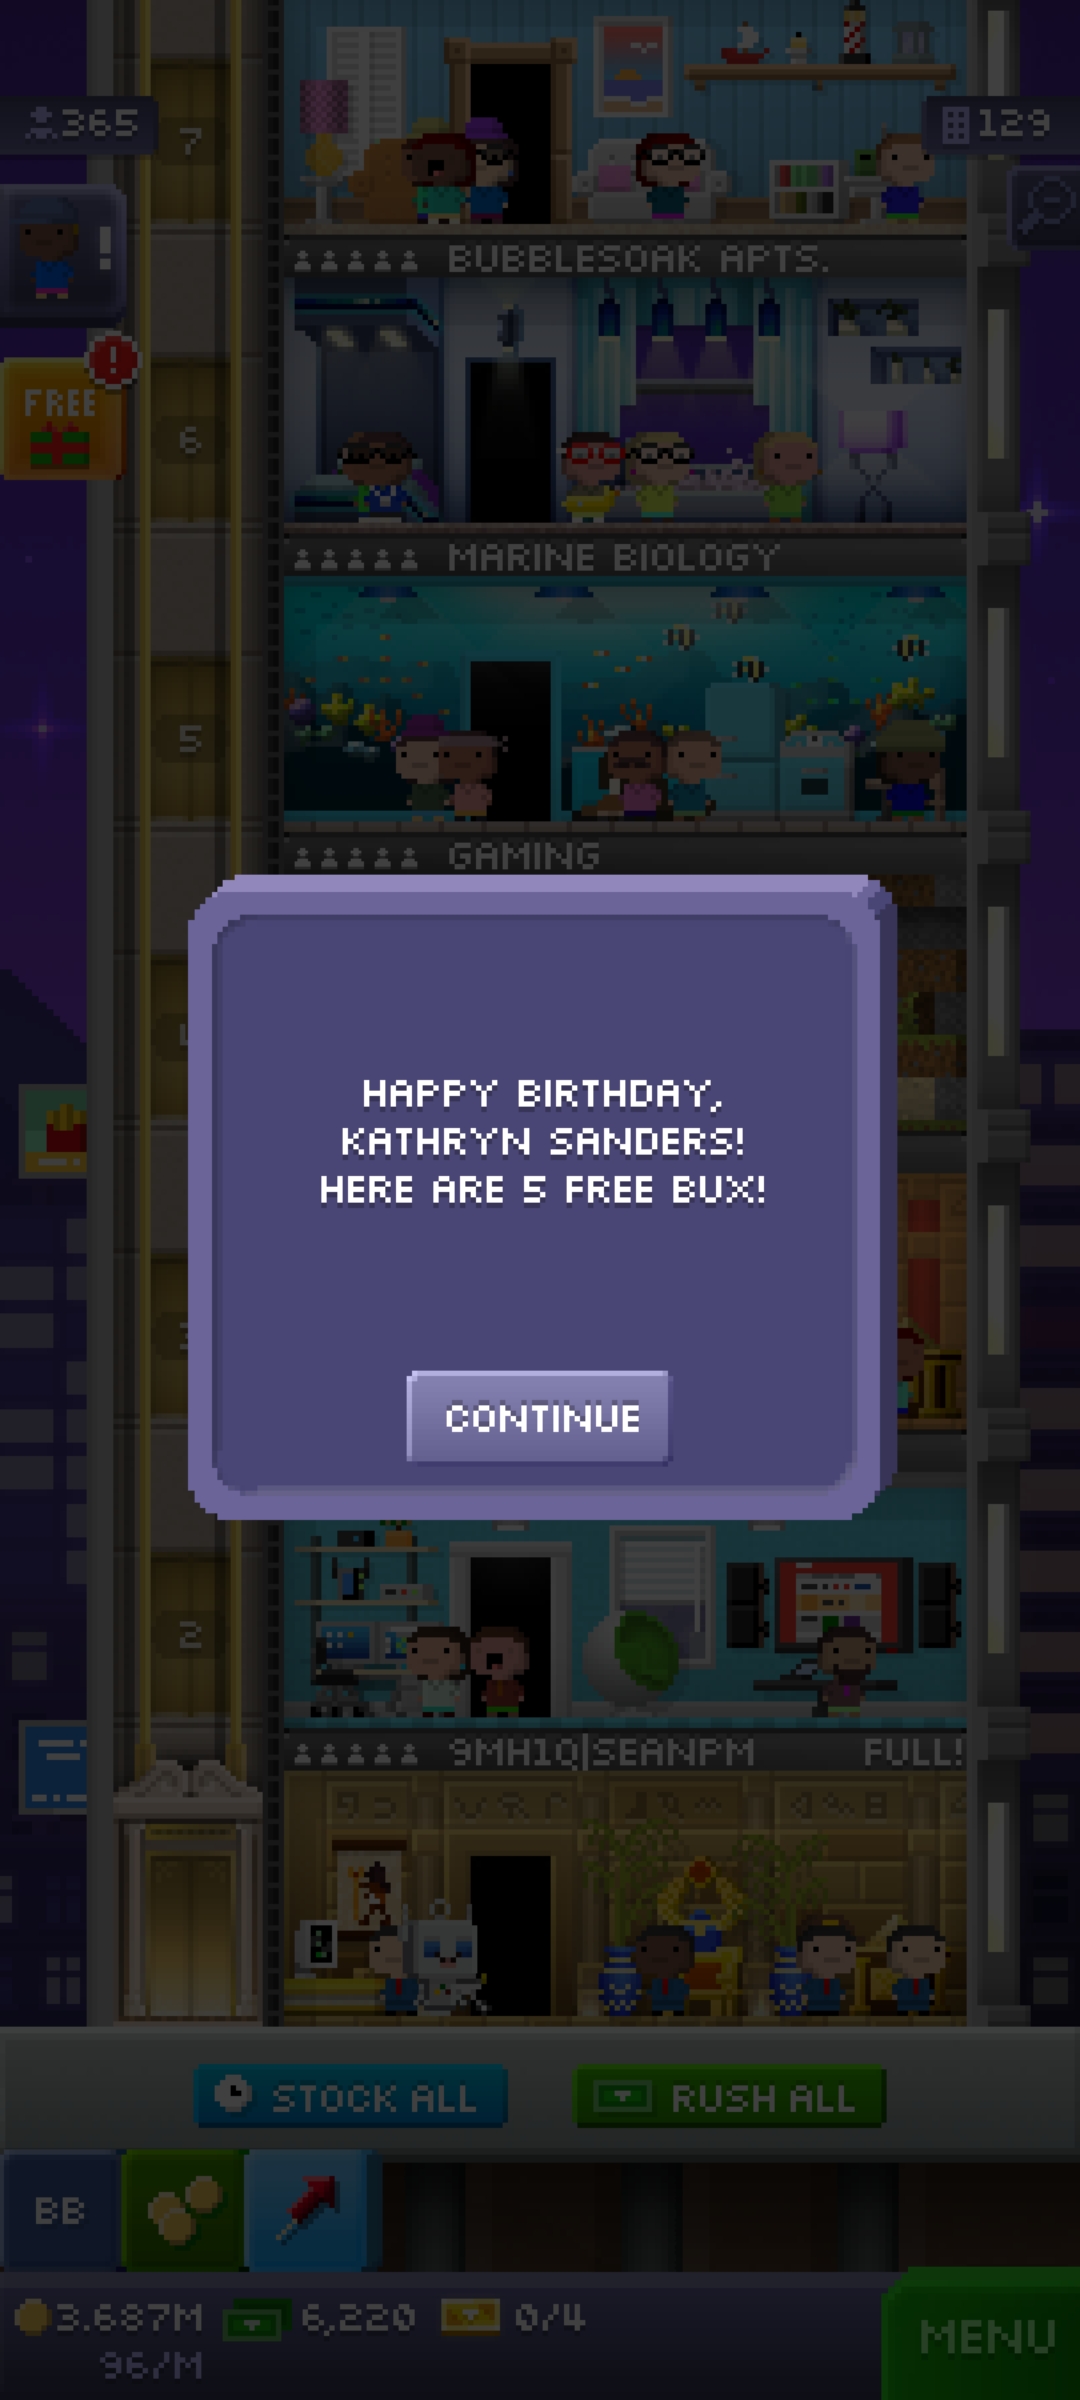 365
7
129
!
!
FREE
BUBBLESOAK APTS.
6
MARINE BIOLOGY
5
GAMING
HAPPY BIRTHDAY,
KATHRYN SANDERS!
HERE ARE 5 FREE BUX!
CONTINUE
2
9MH1Q|SEANPM FULL!
STOCK ALL
RUSH ALL
BB
3.687M
6,220
0/4
96/M
MENU